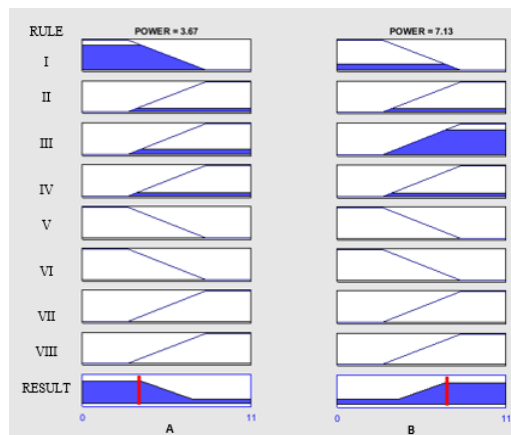 RULE POWER = 3.67 POWER = 7.13
I
II
III
IV
V
VI
VII
VIII
RESULT
0 11 0 11
A B